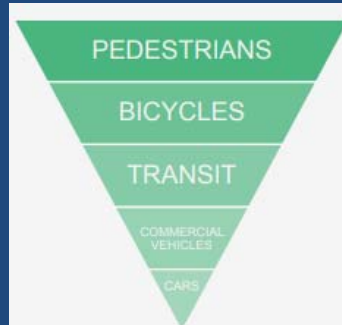 PEDESTRIANS
BICYCLES
TRANSIT
COMMERCIAL
VEHICLES
CARS